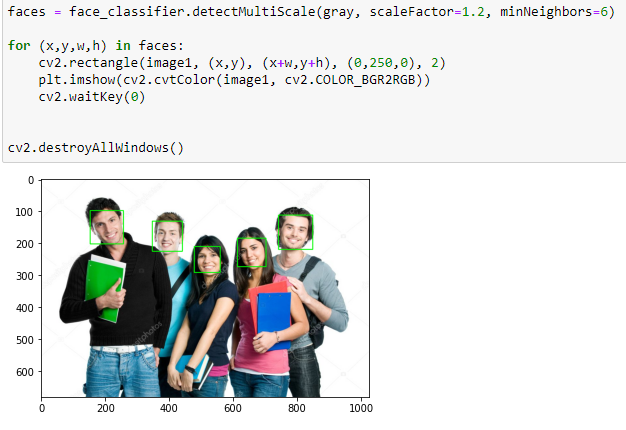 faces = face_classifier.detectMultiScale(gray, scaleFactor=1.2, minNeighbors=6)
for (x,y,w,h) in faces:
cv2.rectangle(image1, (x,y), (x+w,y+h), (0,250,0), 2)
plt.imshow(cv2.cvtColor(image1, cv2.COLOR_BGR2RGB))
cv2.waitKey(0)
cv2.destroyAllWindows()
0
100
200
300
400
500
600
0 200 400 600 800 1000